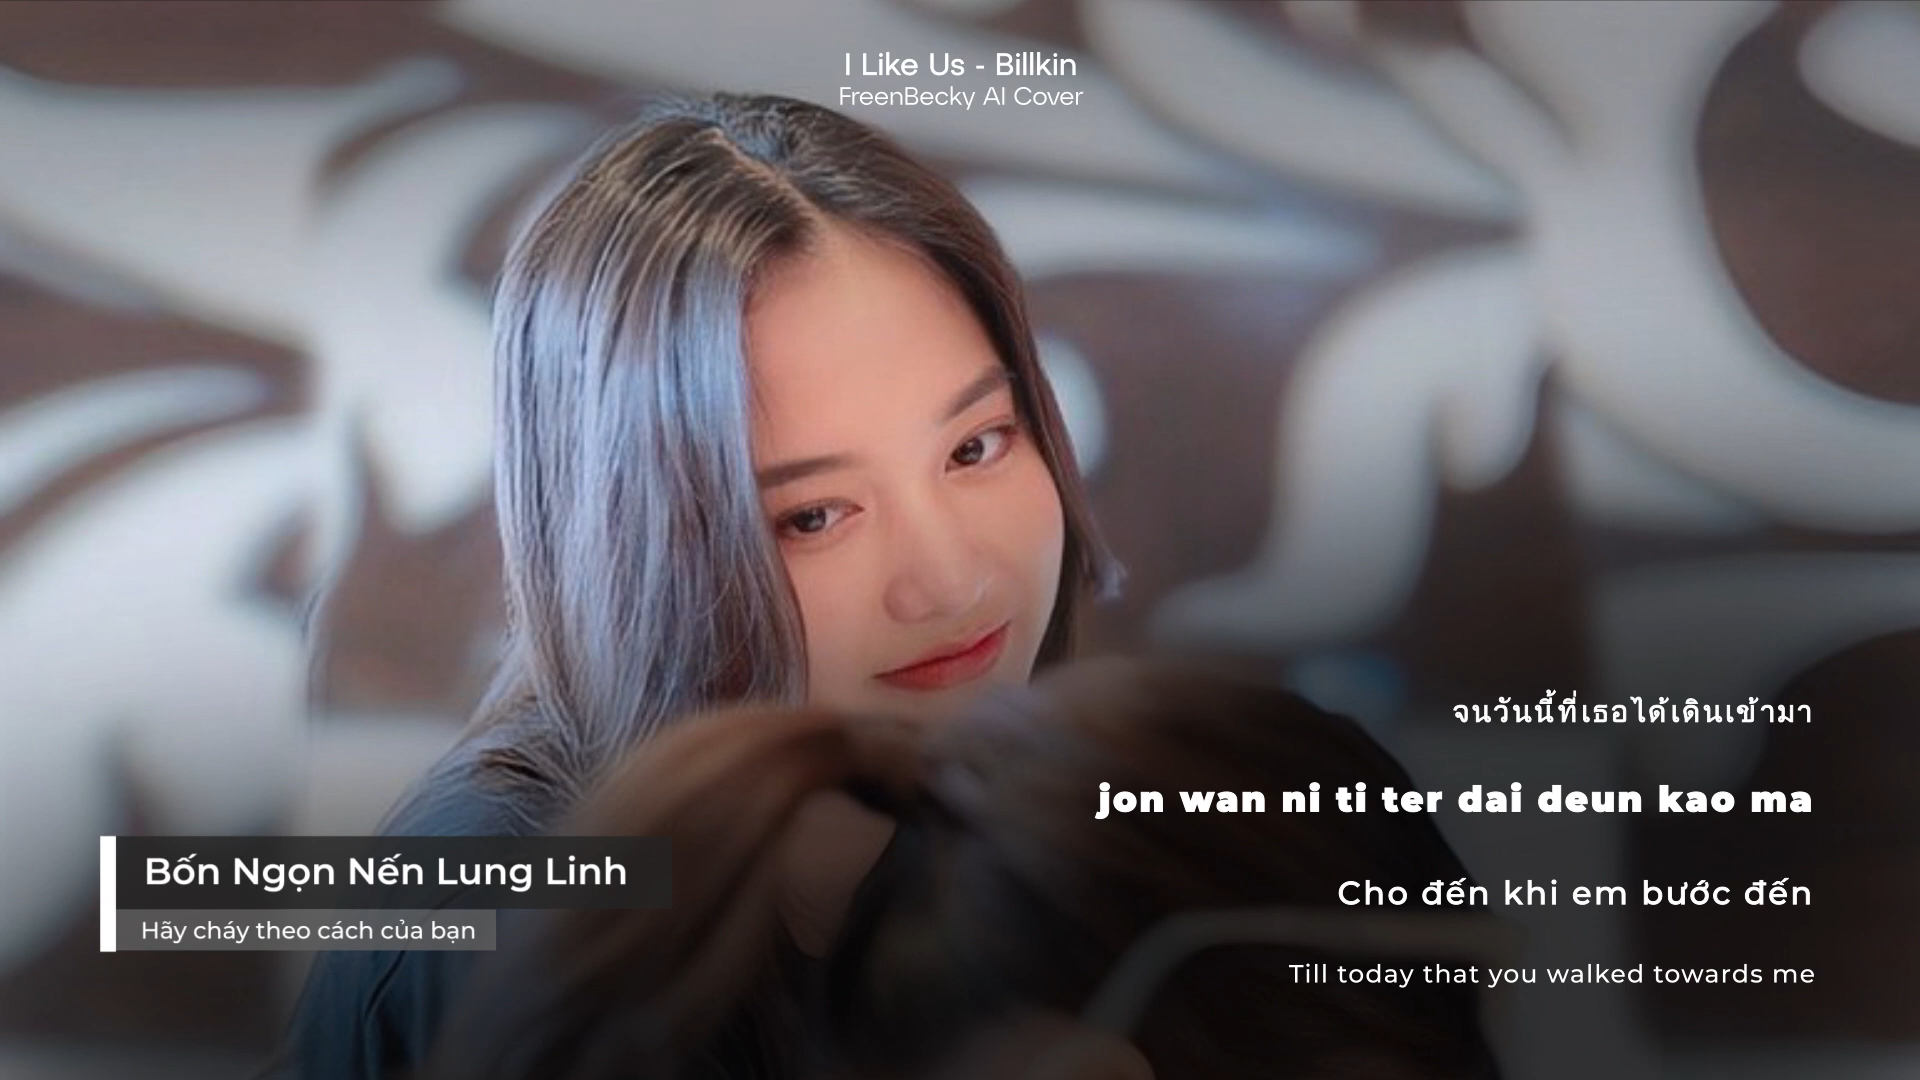 I Like Us - Billkin
FreenBecky AI Cover
จนวันนี้ที่เธอได้เดินเข้ามา
jon wan ni ti ter dai deun kao ma
Cho đến khi em bước đến
Till today that you walked towards me
Bốn Ngọn Nến Lung Linh
Hãy cháy theo cách của bạn